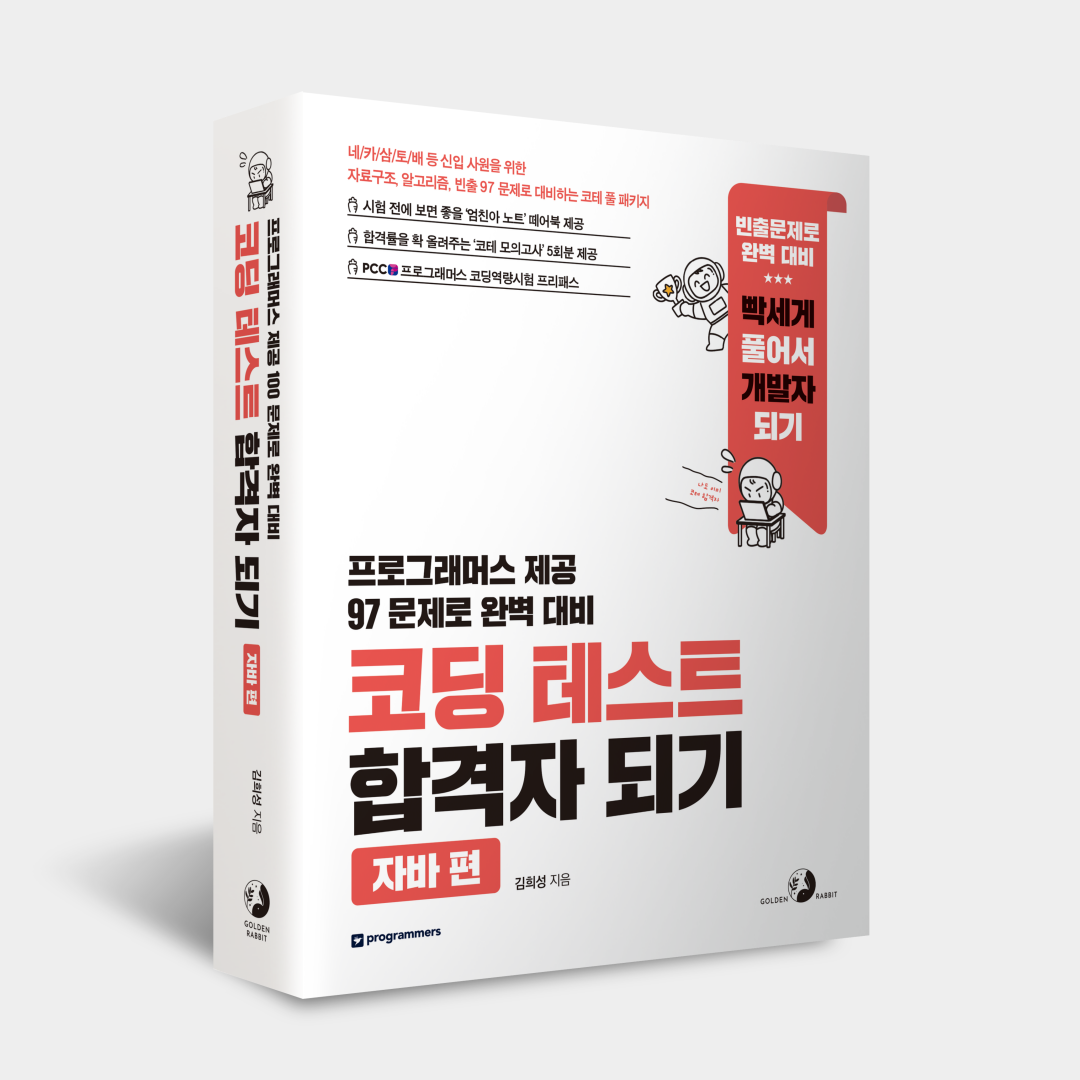 네/카/삼/토/배 등 신입 사원을 위한
자료구조, 알고리즘, 빈출 97 문제로 대비하는 코테 풀 패키지
시험 전에 보면 좋을 '엄친아 노트' 떼어북 제공
합격률을 확 올려주는 '코테 모의고사' 5회분 제공
PCC 프로그래머스 코딩역량시험 프리패스
빈출문제로
완벽 대비
빡세게
풀어서
개발자
되기
나도 이미
코테 합격자
프로그래머스 제공
97 문제로 완벽 대비
코딩 테스트
합격자 되기
자바 편
김희성 지음
programmers
GOLDEN RABBIT
프로그래머스 제공 100 문제로 완벽 대비
코딩 테스트 합격자 되기
자바 편
김희성 지음
GOLDEN
RABBIT